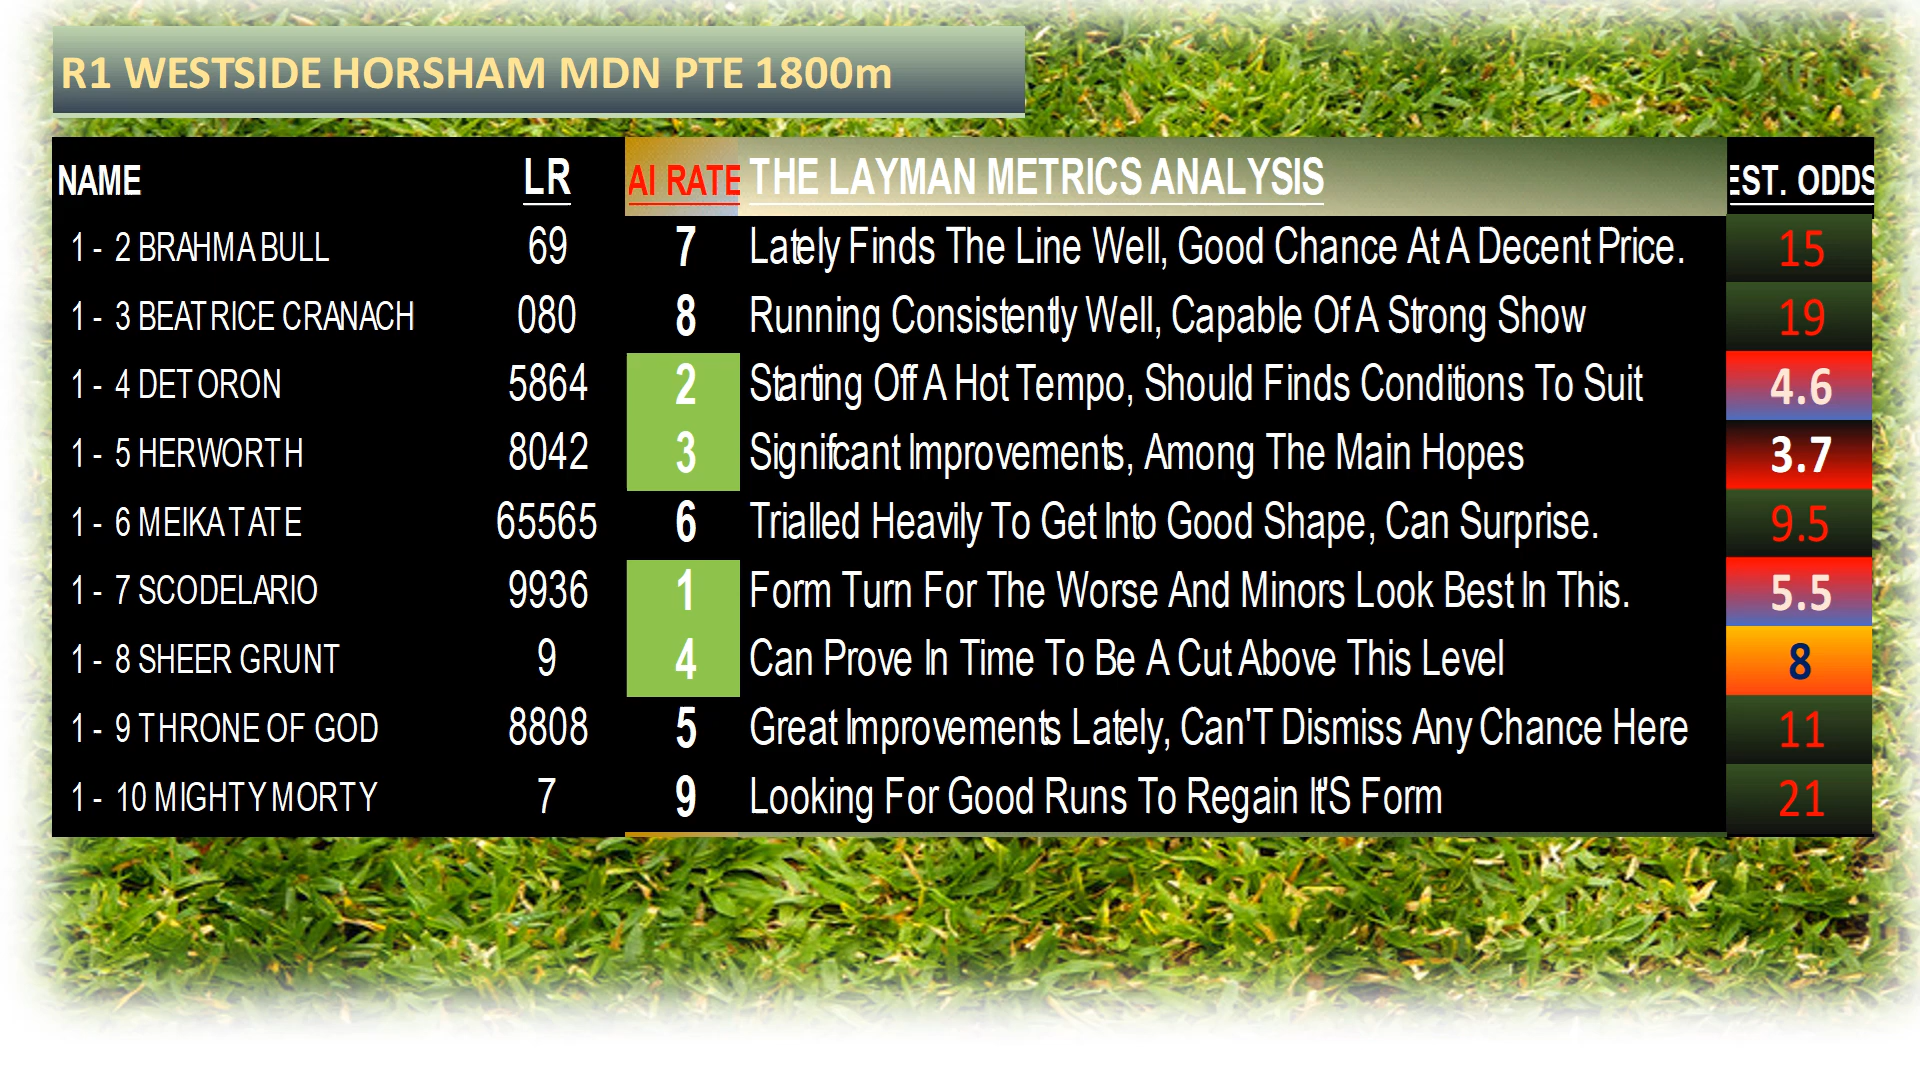 R1 WESTSIDE HORSHAM MDN PTE 1800m
NAME LR AI RATE THE LAYMAN METRICS ANALYSIS EST. ODDS
1 - 2 BRAHMA BULL 69 7 Lately Finds The Line Well, Good Chance At A Decent Price. 15
1 - 3 BEATRICE CRANACH 080 8 Running Consistently Well, Capable Of A Strong Show 19
1 - 4 DETORON 5864 2 Starting Off A Hot Tempo, Should Finds Conditions To Suit 4.6
1 - 5 HERWORTH 8042 3 Signifcant Improvements, Among The Main Hopes 3.7
1 - 6 MEIKATATE 65565 6 Trialled Heavily To Get Into Good Shape, Can Surprise. 9.5
1 - 7 SCODELARIO 9936 1 Form Turn For The Worse And Minors Look Best In This. 5.5
1 - 8 SHEER GRUNT 9 4 Can Prove In Time To Be A Cut Above This Level 8
1 - 9 THRONE OF GOD 8808 5 Great Improvements Lately, Can'T Dismiss Any Chance Here 11
1 - 10 MIGHTY MORTY 7 9 Looking For Good Runs To Regain It'S Form 21